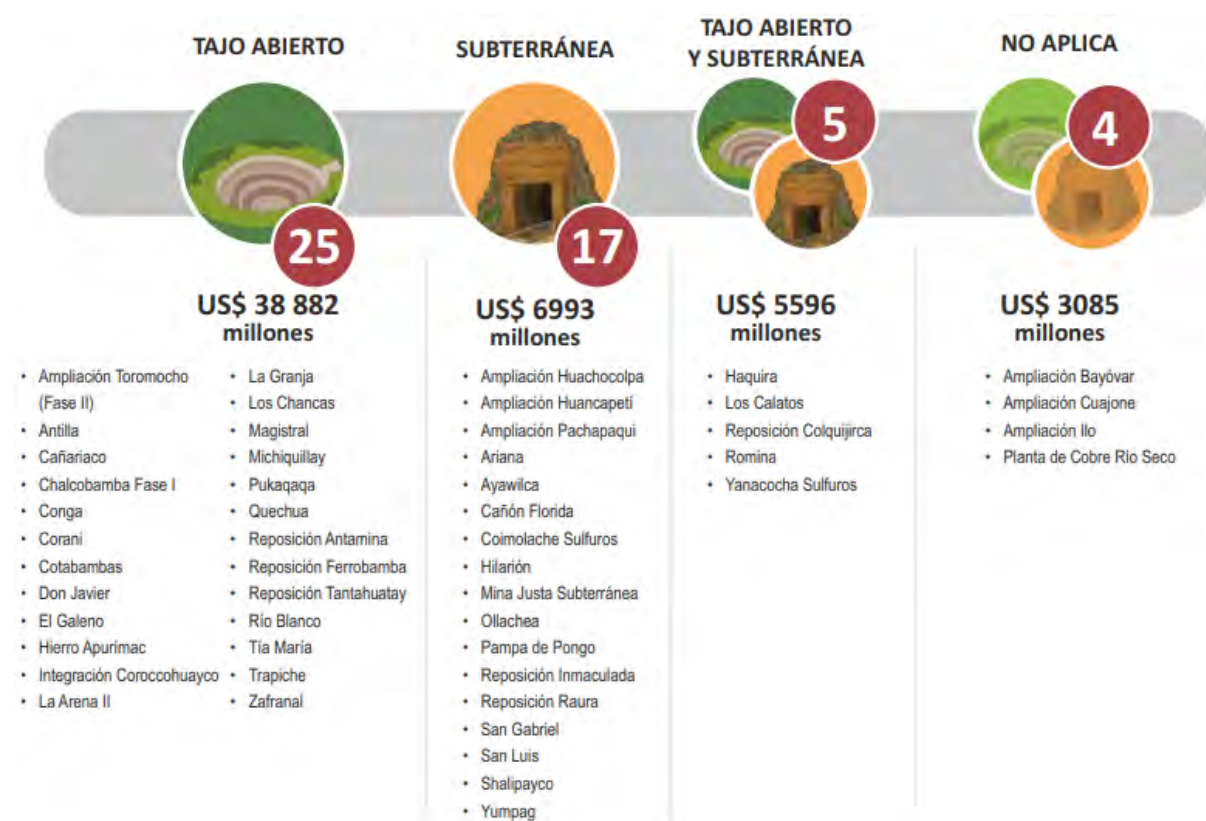 TAJO ABIERTO
25
US$ 38 882
millones
• Ampliación Toromocho
(Fase II)
• Antilla
• Cañariaco
• Chalcobamba Fase I
• Conga
• Corani
• Cotabambas
• Don Javier
• El Galeno
• Hierro Apurímac
• Integración Coroccohuayco
• La Arena II
• La Granja
• Los Chancas
• Magistral
• Michiquillay
• Pukaqaqa
• Quechua
• Reposición Antamina
• Reposición Ferrobamba
• Reposición Tantahuatay
• Río Blanco
• Tía María
• Trapiche
• Zafranal
SUBTERRÁNEA
17
US$ 6993
millones
• Ampliación Huachocolpa
• Ampliación Huancapetí
• Ampliación Pachapaqui
• Ariana
• Ayawilca
• Cañón Florida
• Coimolache Sulfuros
• Hilarión
• Mina Justa Subterránea
• Ollachea
• Pampa de Pongo
• Reposición Inmaculada
• Reposición Raura
• San Gabriel
• San Luis
• Shalipayco
• Yumpag
TAJO ABIERTO
Y SUBTERRÁNEA
5
US$ 5596
millones
• Haquira
• Los Calatos
• Reposición Colquijirca
• Romina
• Yanacocha Sulfuros
NO APLICA
4
US$ 3085
millones
• Ampliación Bayóvar
• Ampliación Cuajone
• Ampliación Ilo
• Planta de Cobre Río Seco